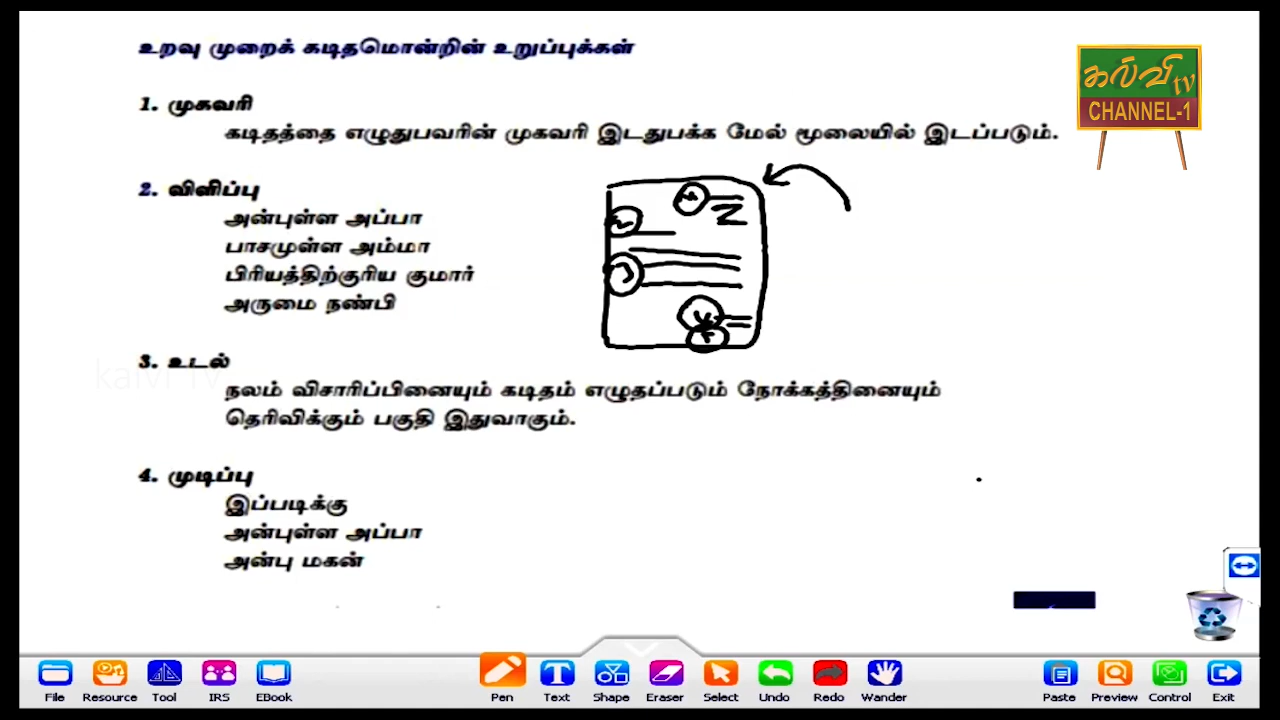 உறவு முறைக் கடிதமொன்றின் உறுப்புக்கள்
கல்வி tv
CHANNEL-1
1. முகவரி
கடிதத்தை எழுதுபவரின் முகவரி இடதுபக்க மேல் மூலையில் இடப்படும்.
2. விளிப்பு
அன்புள்ள அப்பா
பாசமுள்ள அம்மா
பிரியத்திற்குரிய குமார்
அருமை நண்பி
3. உடல்
நலம் விசாரிப்பினையும் கடிதம் எழுதப்படும் நோக்கத்தினையும்
தெரிவிக்கும் பகுதி இதுவாகும்.
4. முடிப்பு
இப்படிக்கு
அன்புள்ள அப்பா
அன்பு மகன்
File Resource Tool IRS EBook Pen Text Shape Eraser Select Undo Redo Wander Paste Preview Control Exit